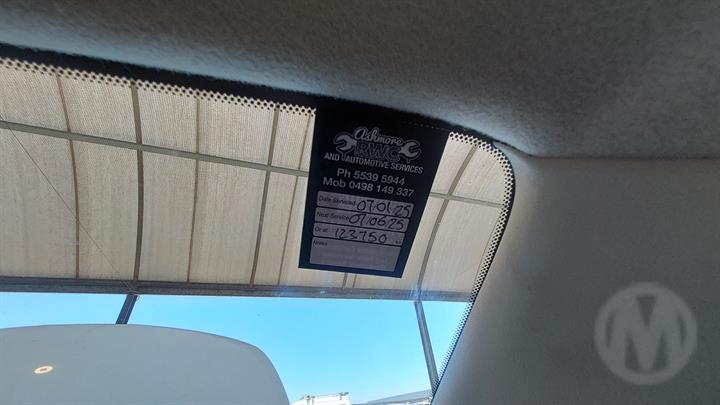 Ashmore
RWC
AND AUTOMOTIVE SERVICES
Ph 5539 5944
Mob 0498 149 337
Date Serviced 07/01/25
Next Service 07/06/25
Or at 123750
Notes
M